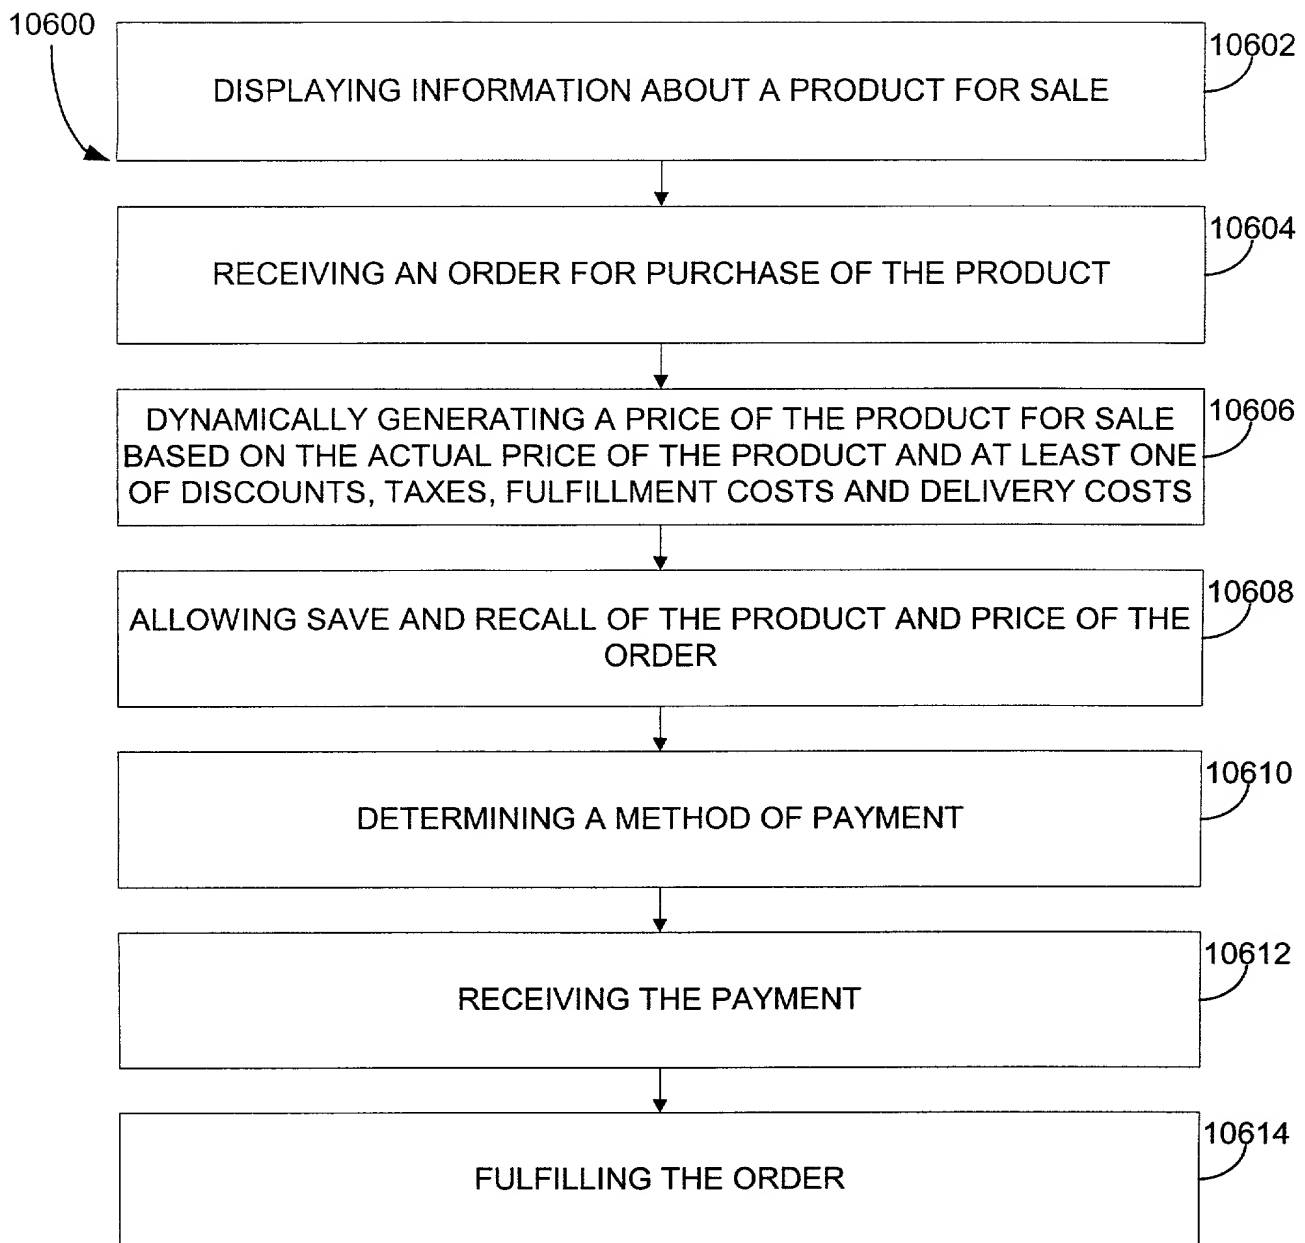 10600
10602
DISPLAYING INFORMATION ABOUT A PRODUCT FOR SALE
10604
RECEIVING AN ORDER FOR PURCHASE OF THE PRODUCT
10606
DYNAMICALLY GENERATING A PRICE OF THE PRODUCT FOR SALE
BASED ON THE ACTUAL PRICE OF THE PRODUCT AND AT LEAST ONE
OF DISCOUNTS, TAXES, FULFILLMENT COSTS AND DELIVERY COSTS
10608
ALLOWING SAVE AND RECALL OF THE PRODUCT AND PRICE OF THE
ORDER
10610
DETERMINING A METHOD OF PAYMENT
10612
RECEIVING THE PAYMENT
10614
FULFILLING THE ORDER